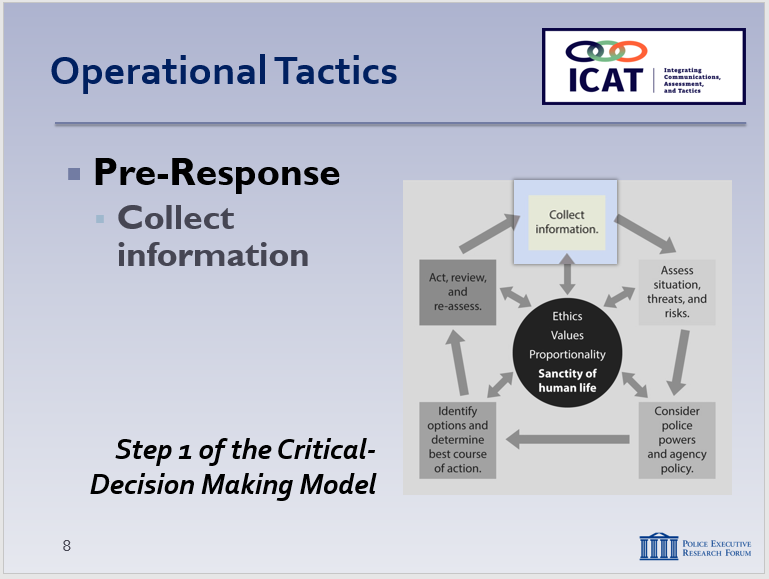 Operational Tactics
ICAT
Integrating
Communications,
Assessment,
and Tactics
Pre-Response
Collect
information
Collect
information.
Act, review,
and
re-assess.
Assess
situation,
threats, and
risks.
Ethics
Values
Proportionality
Sanctity of
human life
Identify
options and
determine
best course
of action.
Consider
police
powers
and agency
policy.
Step 1 of the Critical-
Decision Making Model
8
POLICE EXECUTIVE
RESEARCH FORUM